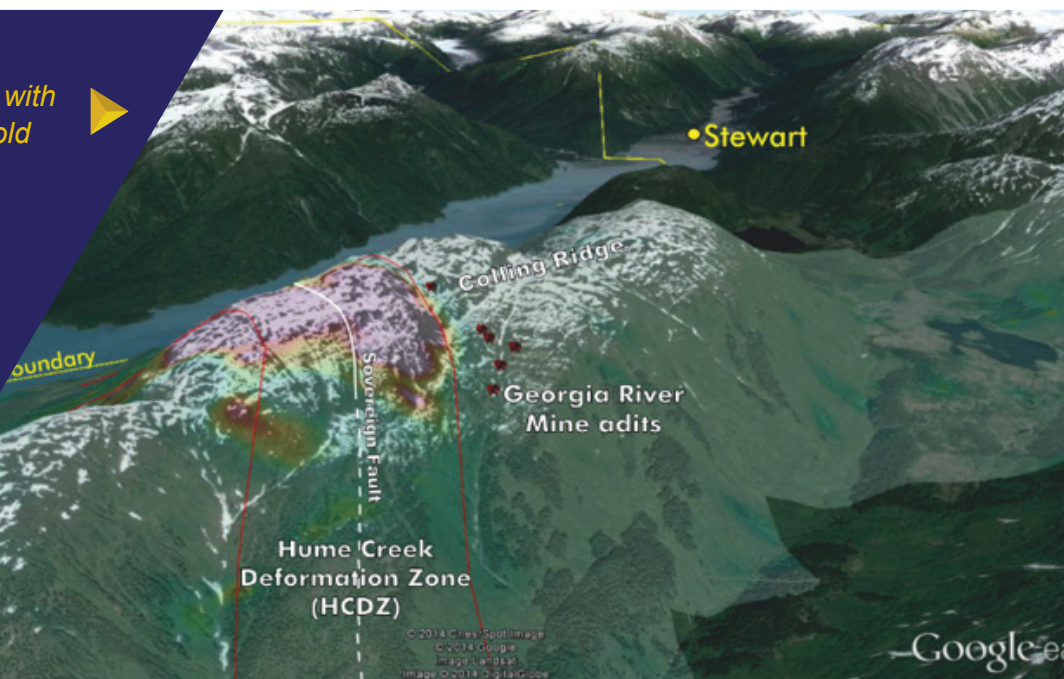 with
old
Stewart
Colling Ridge
oundary
Sovereign Fault
Georgia River
Mine adits
Hume Creek
Deformation Zone
(HCDZ)
© 2014 Cnes/Spot Image
© 2014 Google
Image Landsat
Image © 2014 DigitalGlobe
Google ea